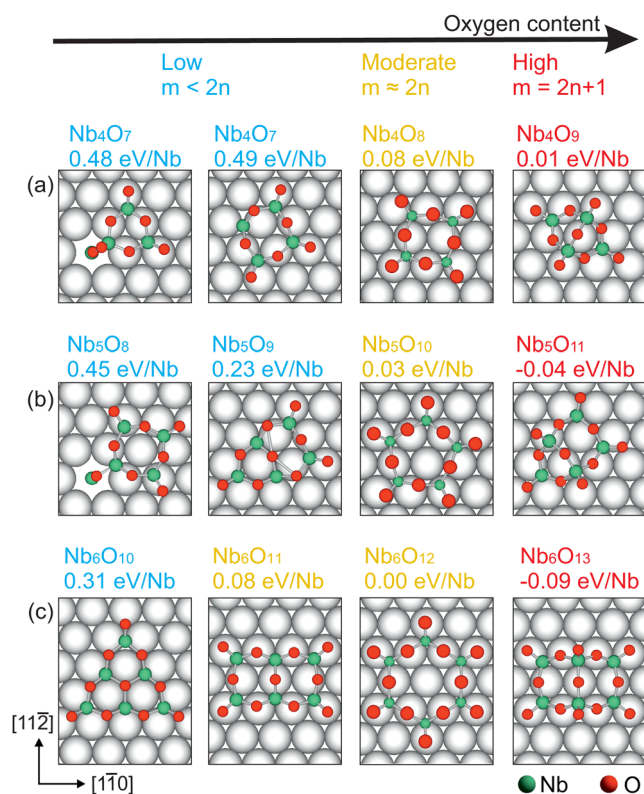 Oxygen content
Low Moderate High
m < 2n m ≈ 2n m = 2n+1
Nb₄O₇ Nb₄O₇ Nb₄O₈ Nb₄O₉
0.48 eV/Nb 0.49 eV/Nb 0.08 eV/Nb 0.01 eV/Nb
(a)
Nb₅O₈ Nb₅O₉ Nb₅O₁₀ Nb₅O₁₁
0.45 eV/Nb 0.23 eV/Nb 0.03 eV/Nb -0.04 eV/Nb
(b)
Nb₆O₁₀ Nb₆O₁₁ Nb₆O₁₂ Nb₆O₁₃
0.31 eV/Nb 0.08 eV/Nb 0.00 eV/Nb -0.09 eV/Nb
(c)
[112̅]
[11̅0]
Nb O